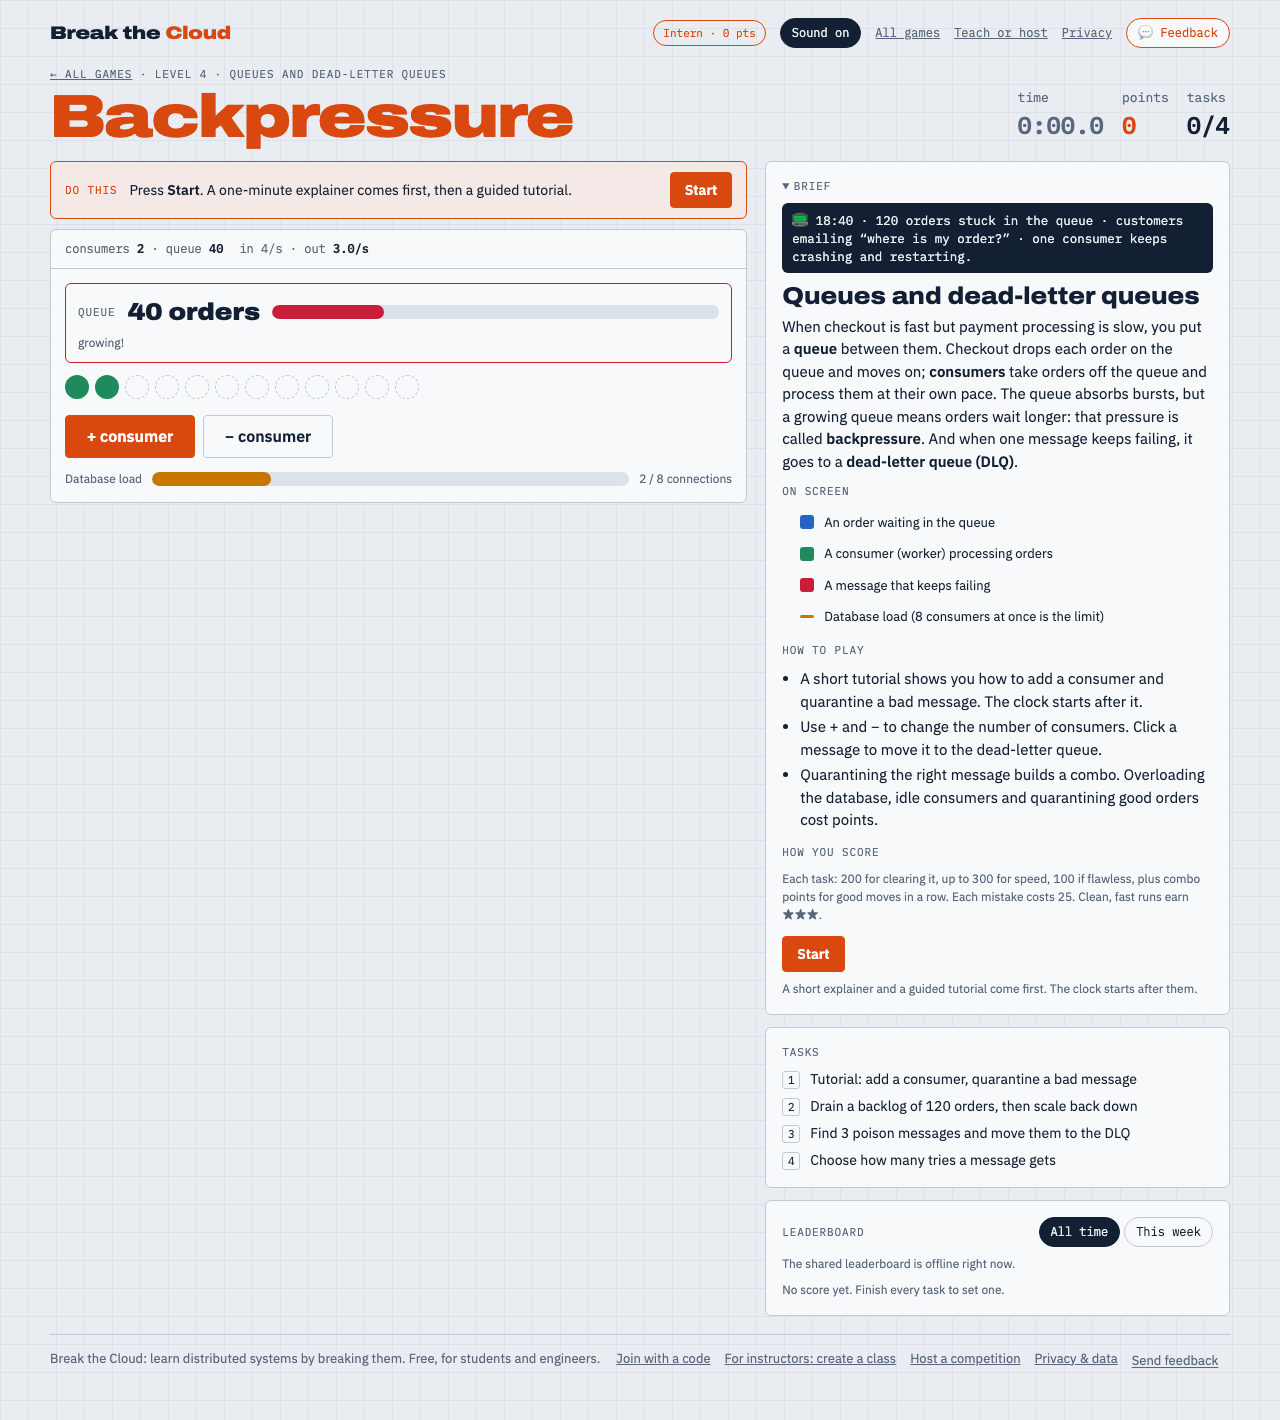 Break the Cloud
Intern · 0 pts
Sound on
All games
Teach or host
Privacy
💬 Feedback
← ALL GAMES · LEVEL 4 · QUEUES AND DEAD-LETTER QUEUES
Backpressure
time
0:00.0
points
0
tasks
0/4
DO THIS Press Start. A one-minute explainer comes first, then a guided tutorial.
Start
consumers 2 · queue 40 in 4/s · out 3.0/s
QUEUE 40 orders
growing!
+ consumer
− consumer
Database load
2 / 8 connections
▼ BRIEF
18:40 · 120 orders stuck in the queue · customers
emailing “where is my order?” · one consumer keeps
crashing and restarting.
Queues and dead-letter queues
When checkout is fast but payment processing is slow, you put
a queue between them. Checkout drops each order on the
queue and moves on; consumers take orders off the queue and
process them at their own pace. The queue absorbs bursts, but
a growing queue means orders wait longer: that pressure is
called backpressure. And when one message keeps failing, it
goes to a dead-letter queue (DLQ).
ON SCREEN
An order waiting in the queue
A consumer (worker) processing orders
A message that keeps failing
Database load (8 consumers at once is the limit)
HOW TO PLAY
• A short tutorial shows you how to add a consumer and
quarantine a bad message. The clock starts after it.
• Use + and − to change the number of consumers. Click a
message to move it to the dead-letter queue.
• Quarantining the right message builds a combo. Overloading
the database, idle consumers and quarantining good orders
cost points.
HOW YOU SCORE
Each task: 200 for clearing it, up to 300 for speed, 100 if flawless, plus combo
points for good moves in a row. Each mistake costs 25. Clean, fast runs earn
★★★.
Start
A short explainer and a guided tutorial come first. The clock starts after them.
TASKS
1 Tutorial: add a consumer, quarantine a bad message
2 Drain a backlog of 120 orders, then scale back down
3 Find 3 poison messages and move them to the DLQ
4 Choose how many tries a message gets
LEADERBOARD
All time
This week
The shared leaderboard is offline right now.
No score yet. Finish every task to set one.
Break the Cloud: learn distributed systems by breaking them. Free, for students and engineers.
Join with a code
For instructors: create a class
Host a competition
Privacy & data
Send feedback